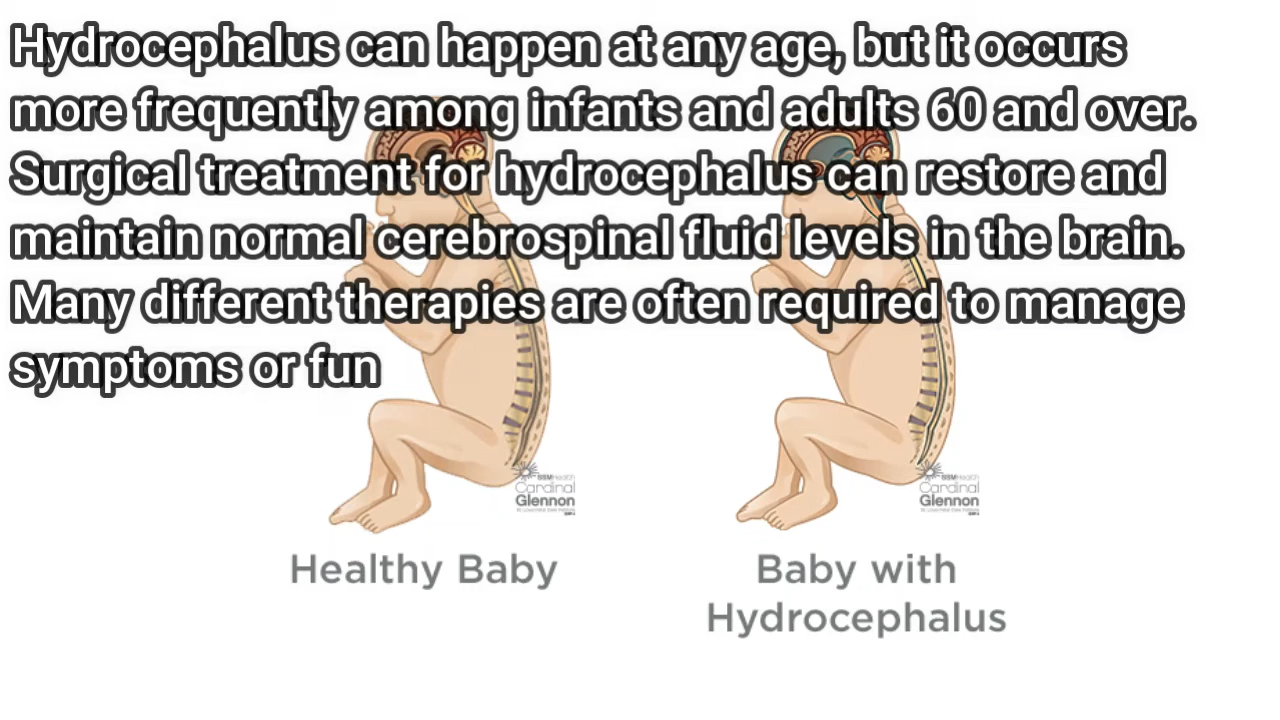 Hydrocephalus can happen at any age, but it occurs
more frequently among infants and adults 60 and over.
Surgical treatment for hydrocephalus can restore and
maintain normal cerebrospinal fluid levels in the brain.
Many different therapies are often required to manage
symptoms or fun
SSMHealth
Cardinal
Glennon
SSMHealth
Cardinal
Glennon
Healthy Baby
Baby with
Hydrocephalus